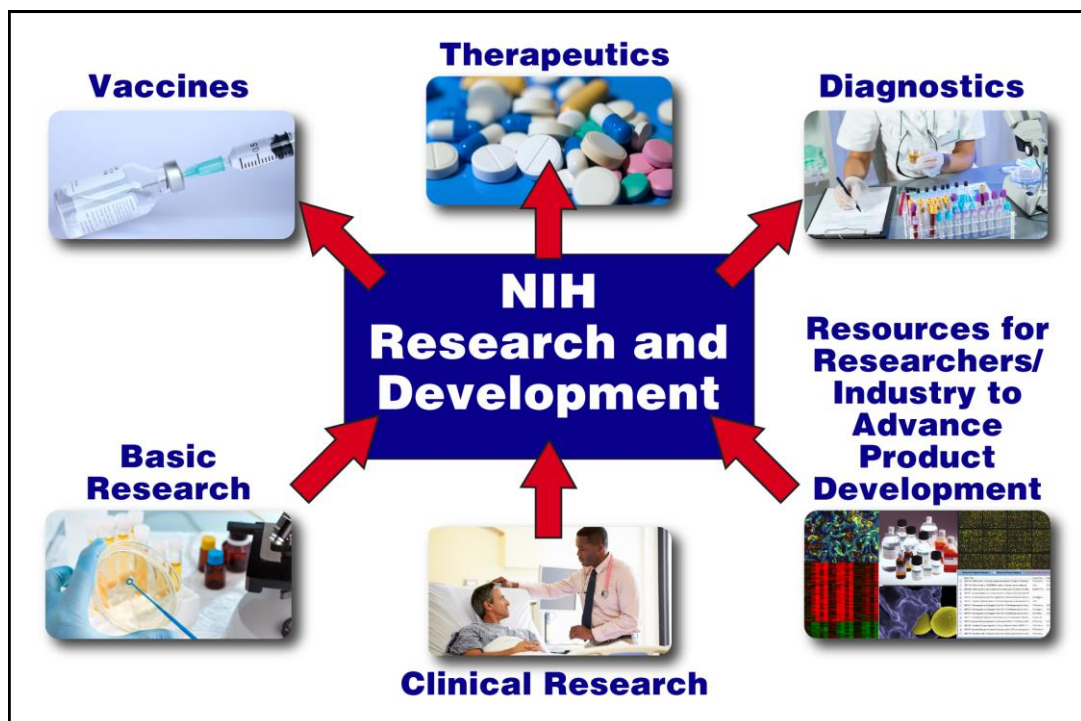 Therapeutics
Vaccines
Diagnostics
NIH
Research and
Development
Resources for
Researchers/
Industry to
Advance
Product
Development
Basic
Research
Clinical Research